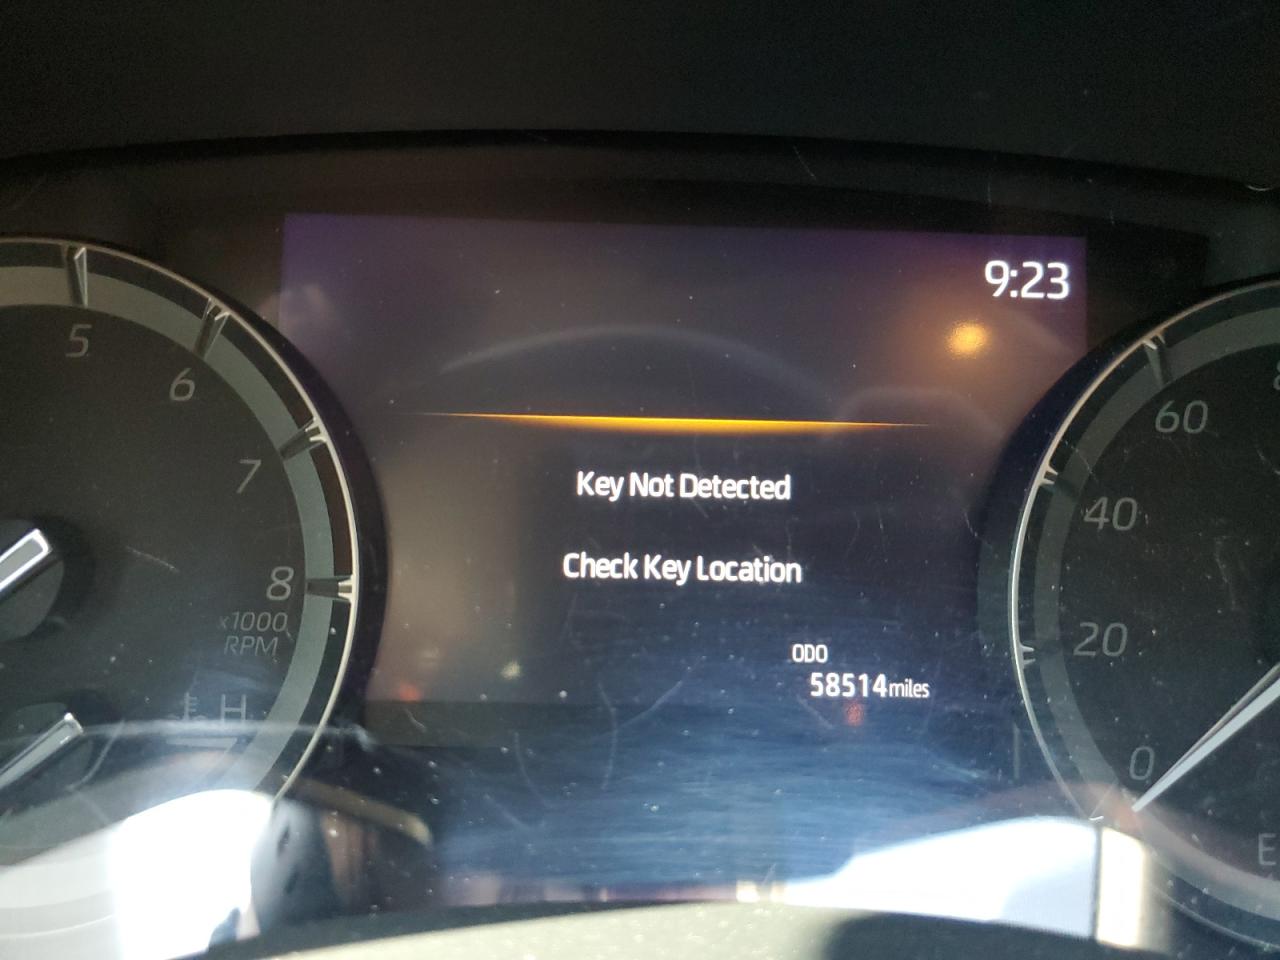 9:23
5
6
7
8
x1000
RPM
H
Key Not Detected
Check Key Location
ODO
58514 miles
60
40
20
0
E